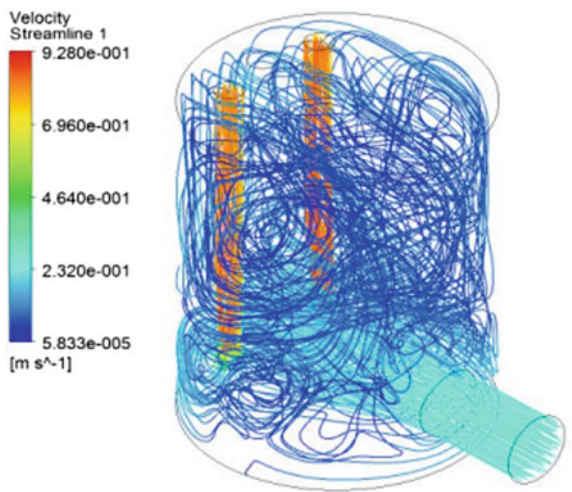 Velocity
Streamline 1
9.280e-001
6.960e-001
4.640e-001
2.320e-001
5.833e-005
[m s^-1]